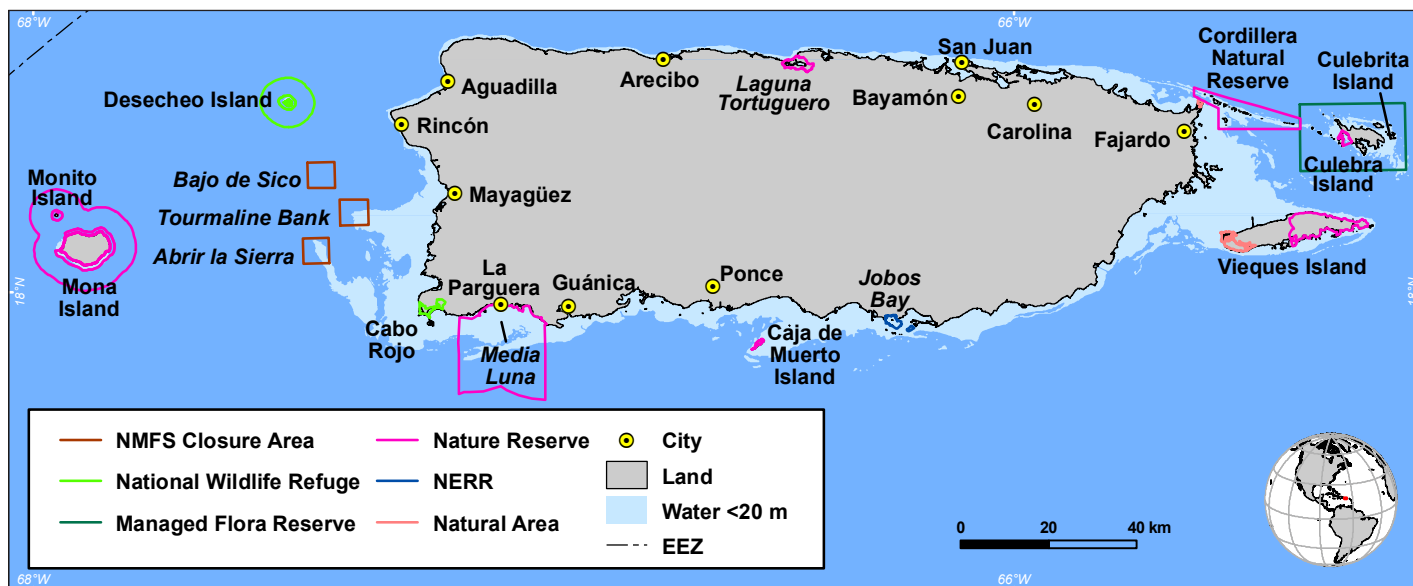 68°W
66°W
San Juan
Cordillera
Natural
Reserve
Culebrita
Island
Desecheo Island
Aguadilla
Arecibo
Laguna
Tortuguero
Bayamón
Carolina
Rincón
Fajardo
Culebra
Island
Monito
Island
Bajo de Sico
Mayagüez
Tourmaline Bank
Abrir la Sierra
Mona
Island
Vieques Island
18°N
18°N
La
Parguera
Guánica
Ponce
Jobos
Bay
Cabo
Rojo
Media
Luna
Caja de
Muerto
Island
NMFS Closure Area
National Wildlife Refuge
Managed Flora Reserve
Nature Reserve
NERR
Natural Area
City
Land
Water <20 m
EEZ
0 20 40 km
68°W
66°W